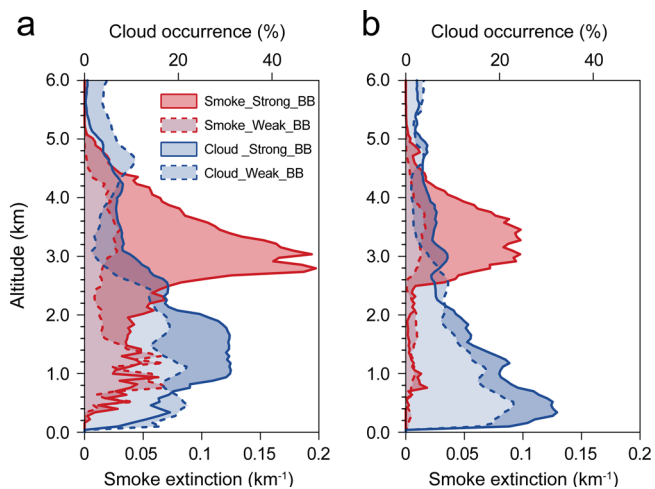 a
Cloud occurrence (%)
0 20 40
6.0
5.0
4.0
3.0
2.0
1.0
0.0
Altitude (km)
Smoke_Strong_BB
Smoke_Weak_BB
Cloud _Strong_BB
Cloud_Weak_BB
0 0.05 0.1 0.15 0.2
Smoke extinction (km-1)
b
Cloud occurrence (%)
0 20 40
6.0
5.0
4.0
3.0
2.0
1.0
0.0
0 0.05 0.1 0.15 0.2
Smoke extinction (km-1)